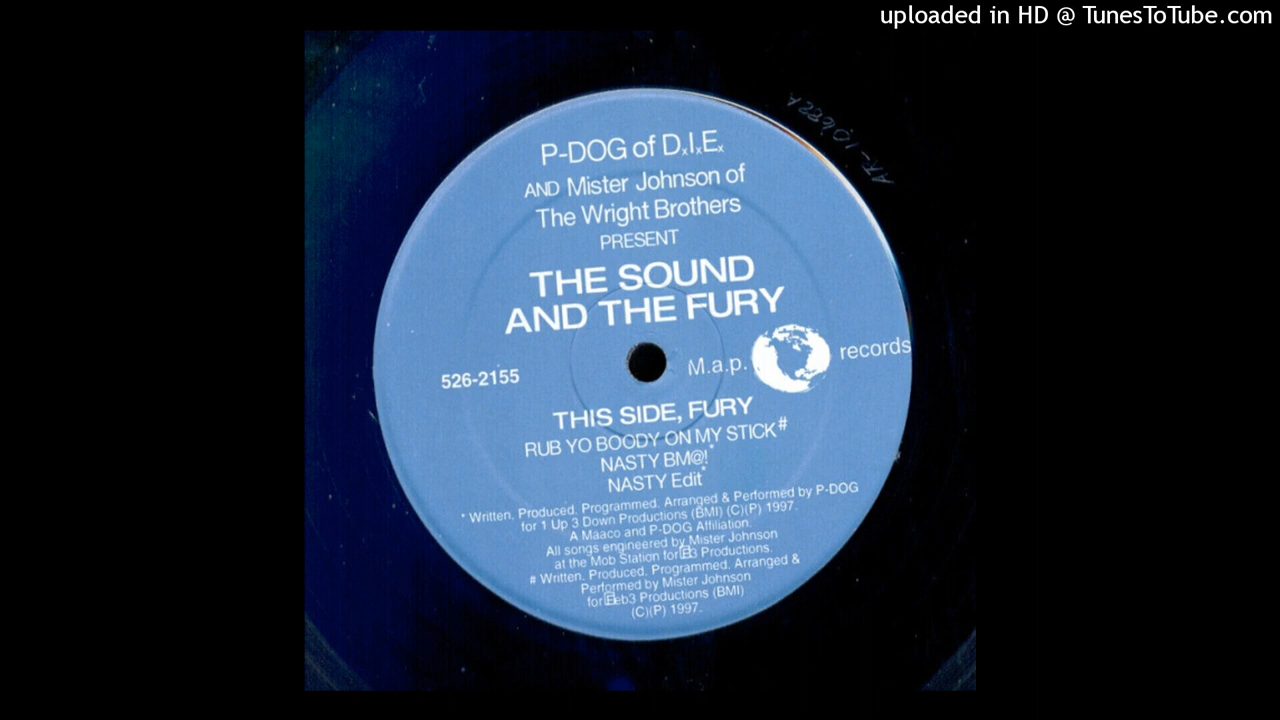 uploaded in HD @ TunesToTube.com
AR-10682A
P-DOG of DxIxEx
AND Mister Johnson of
The Wright Brothers
PRESENT
THE SOUND
AND THE FURY
526-2155
M.a.p. records
THIS SIDE, FURY
RUB YO BOODY ON MY STICK#
NASTY BM@!*
NASTY Edit*
* Written. Produced. Programmed. Arranged & Performed by P-DOG
for 1 Up 3 Down Productions (BMI) (C)(P) 1997.
A Maaco and P-DOG Affiliation.
All songs engineered by Mister Johnson
at the Mob Station for 3 Productions.
# Written. Produced. Programmed. Arranged &
Performed by Mister Johnson
for eb3 Productions (BMI)
(C)(P) 1997.